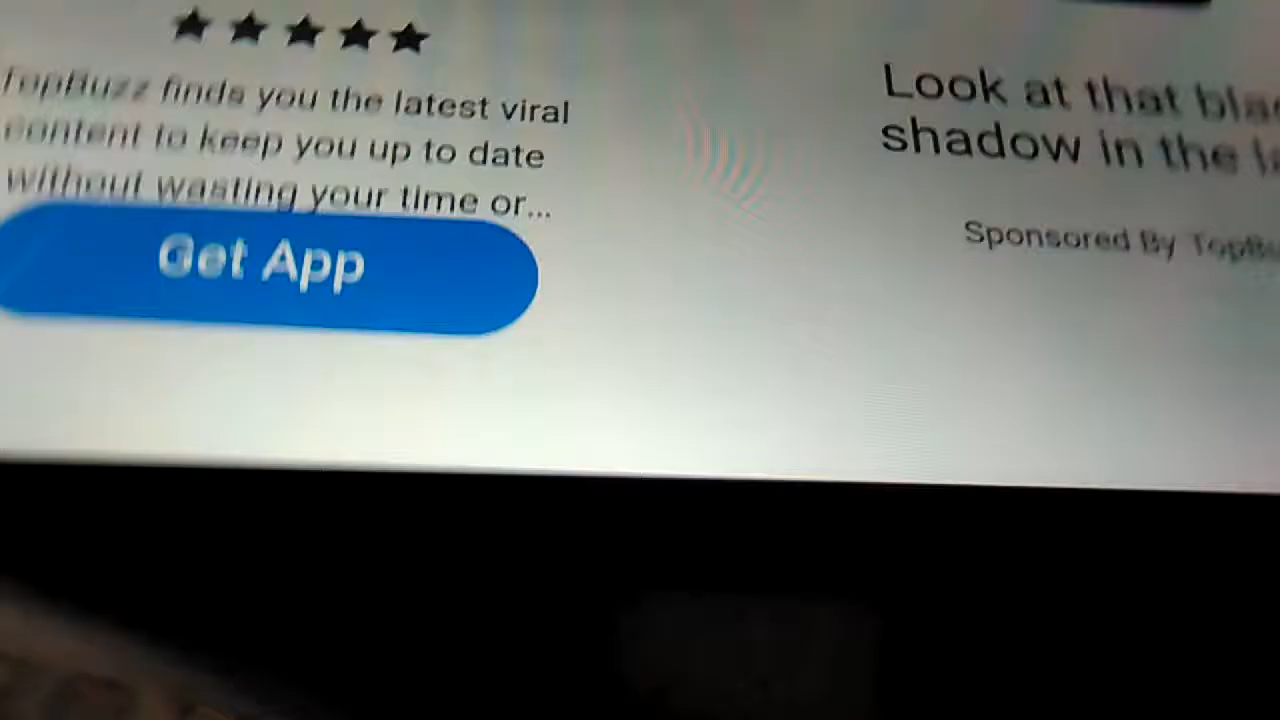 TopBuzz finds you the latest viral
content to keep you up to date
without wasting your time or...
Get App
Look at that
shadow in the
Sponsored By